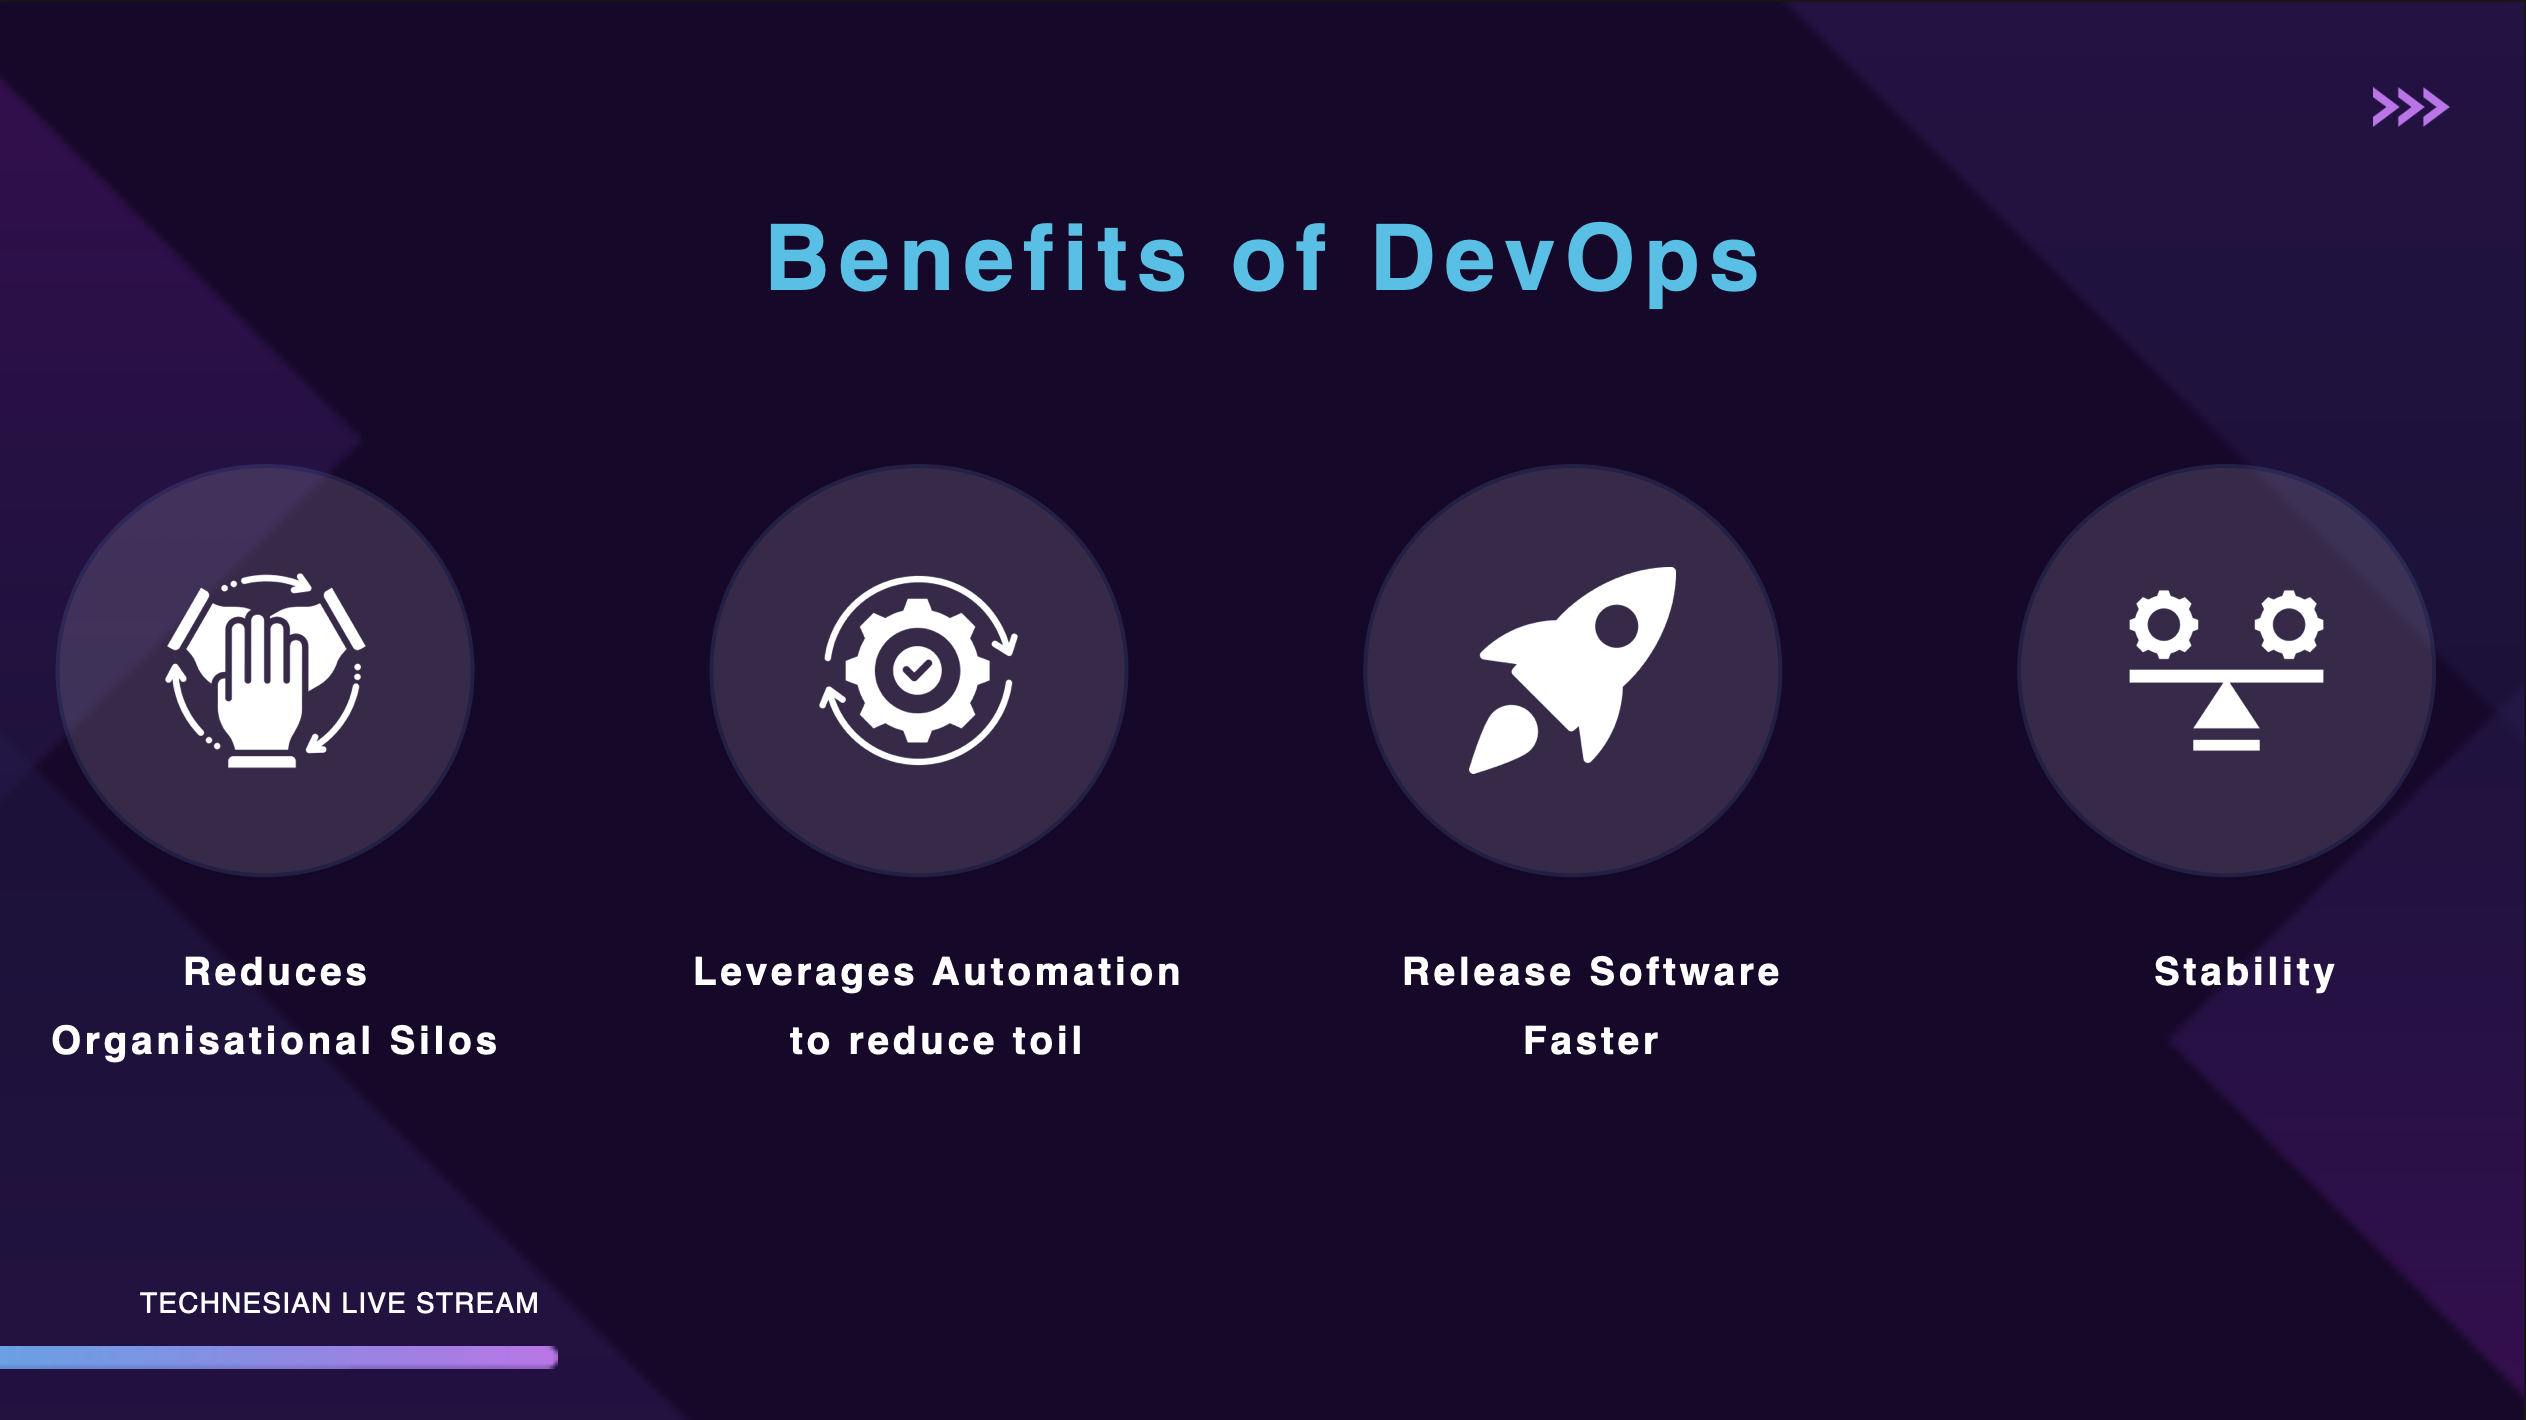 Benefits of DevOps
Reduces
Organisational Silos
Leverages Automation
to reduce toil
Release Software
Faster
Stability
TECHNESIAN LIVE STREAM